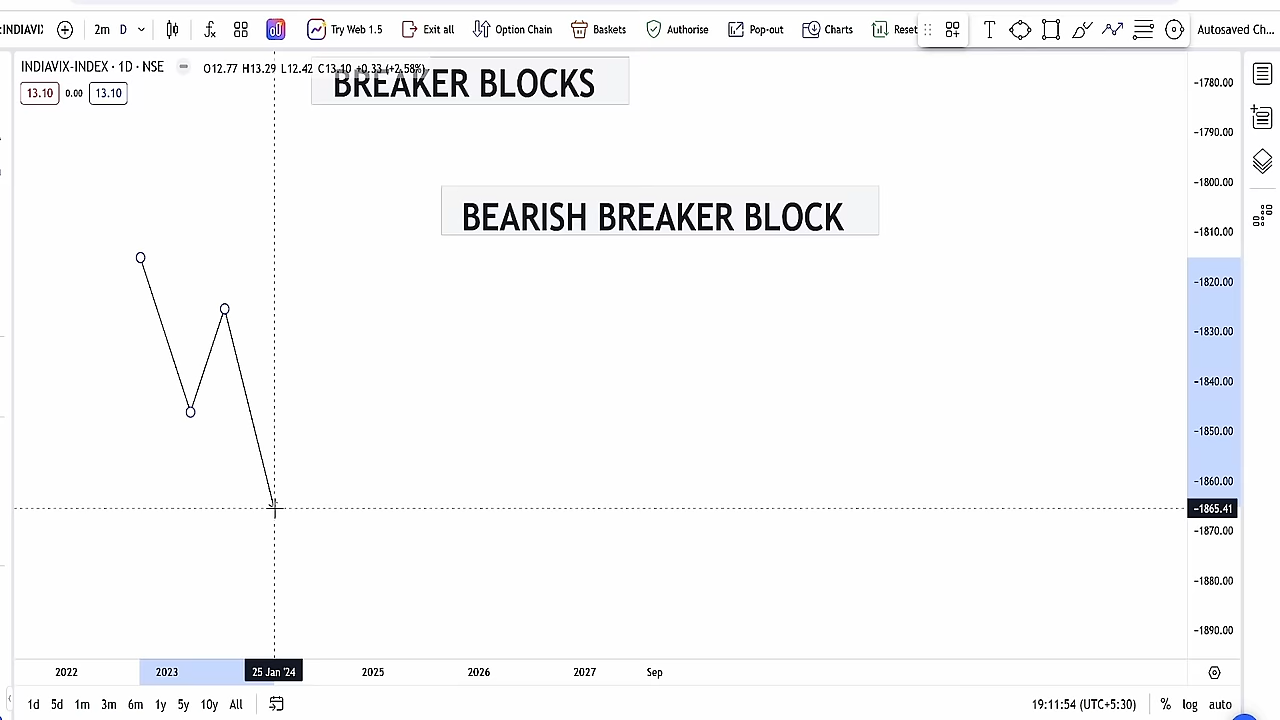 :INDIAVIX 2m D Try Web 1.5 Exit all Option Chain Baskets Authorise Pop-out Charts Reset Autosaved Ch...
INDIAVIX-INDEX · 1D · NSE O12.77 H13.29 L12.42 C13.10 +0.33 (+2.58%)
13.10 0.00 13.10
BREAKER BLOCKS
BEARISH BREAKER BLOCK
-1780.00
-1790.00
-1800.00
-1810.00
-1820.00
-1830.00
-1840.00
-1850.00
-1860.00
-1865.41
-1870.00
-1880.00
-1890.00
2022 2023 25 Jan '24 2025 2026 2027 Sep
1d 5d 1m 3m 6m 1y 5y 10y All 19:11:54 (UTC+5:30) % log auto